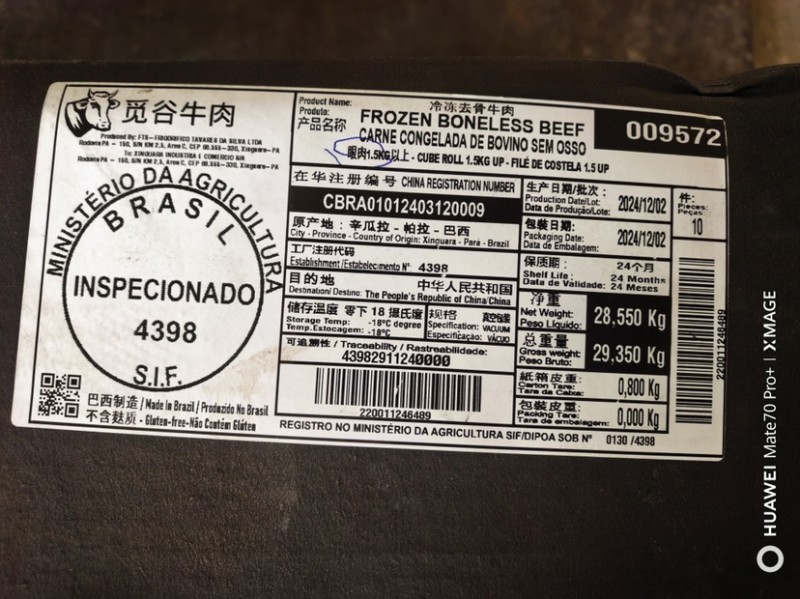 觅谷牛肉
Produced By: FTS - FRIGORIFICO TAVARES DA SILVA LTDA
Rodovia PA - 150, S/N KM 2,5, Area C, CEP 68.555-330, Xinguara-PA
To: XINGUARA INDUSTRIA E COMERCIO S/A
Rodovia PA - 150, S/N KM 2,5, Area C, CEP 68.555-330, Xinguara-PA
MINISTÉRIO DA AGRICULTURA
BRASIL
INSPECIONADO
4398
S.I.F.
巴西制造 / Made in Brazil / Produzido No Brasil
不含麸质 - Gluten-free-Não Contém Glúten
Product Name:
Produto:
产品名称
冷冻去骨牛肉
FROZEN BONELESS BEEF
CARNE CONGELADA DE BOVINO SEM OSSO
眼肉1.5KG以上 - CUBE ROLL 1.5KG UP - FILÉ DE COSTELA 1.5 UP
009572
在华注册编号 CHINA REGISTRATION NUMBER
CBRA01012403120009
原产地：辛瓜拉 - 帕拉 - 巴西
City - Province - Country of Origin: Xinguara - Pará - Brazil
工厂注册代码
Establishment /Estabelecimento N° 4398
目的地 中华人民共和国
Destination/ Destino: The People's Republic of China/China
储存温度 零下18摄氏度
Storage Temp: -18°C degree
Temp.Estocagem: -18°C
规格 真空装
Specification: VACUUM
Especificação: VÁCUO
可追溯性 / Traceability / Rastreabilidade:
43982911240000
220011246489
生产日期/批次：
Production Date/Lot:
Data de Produção/Lote:
2024/12/02
包装日期:
Packaging Date:
Data de Embalagem:
2024/12/02
保质期：
Shelf Life:
Data de Validade:
24个月
24 Months
24 Meses
净重
Net Weight:
Peso Líquido:
28,550 Kg
总重量
Gross weight:
Peso Bruto:
29,350 Kg
紙箱皮重:
Carton Tare:
Tara da Caixa:
0,800 Kg
包裝皮重:
Packing Tare:
Tara de embalagem:
0,000 Kg
件:
Pieces:
Peças:
10
220011246489
REGISTRO NO MINISTÉRIO DA AGRICULTURA SIF/DIPOA SOB N° 0130 /4398
HUAWEI Mate70 Pro+ | XMAGE